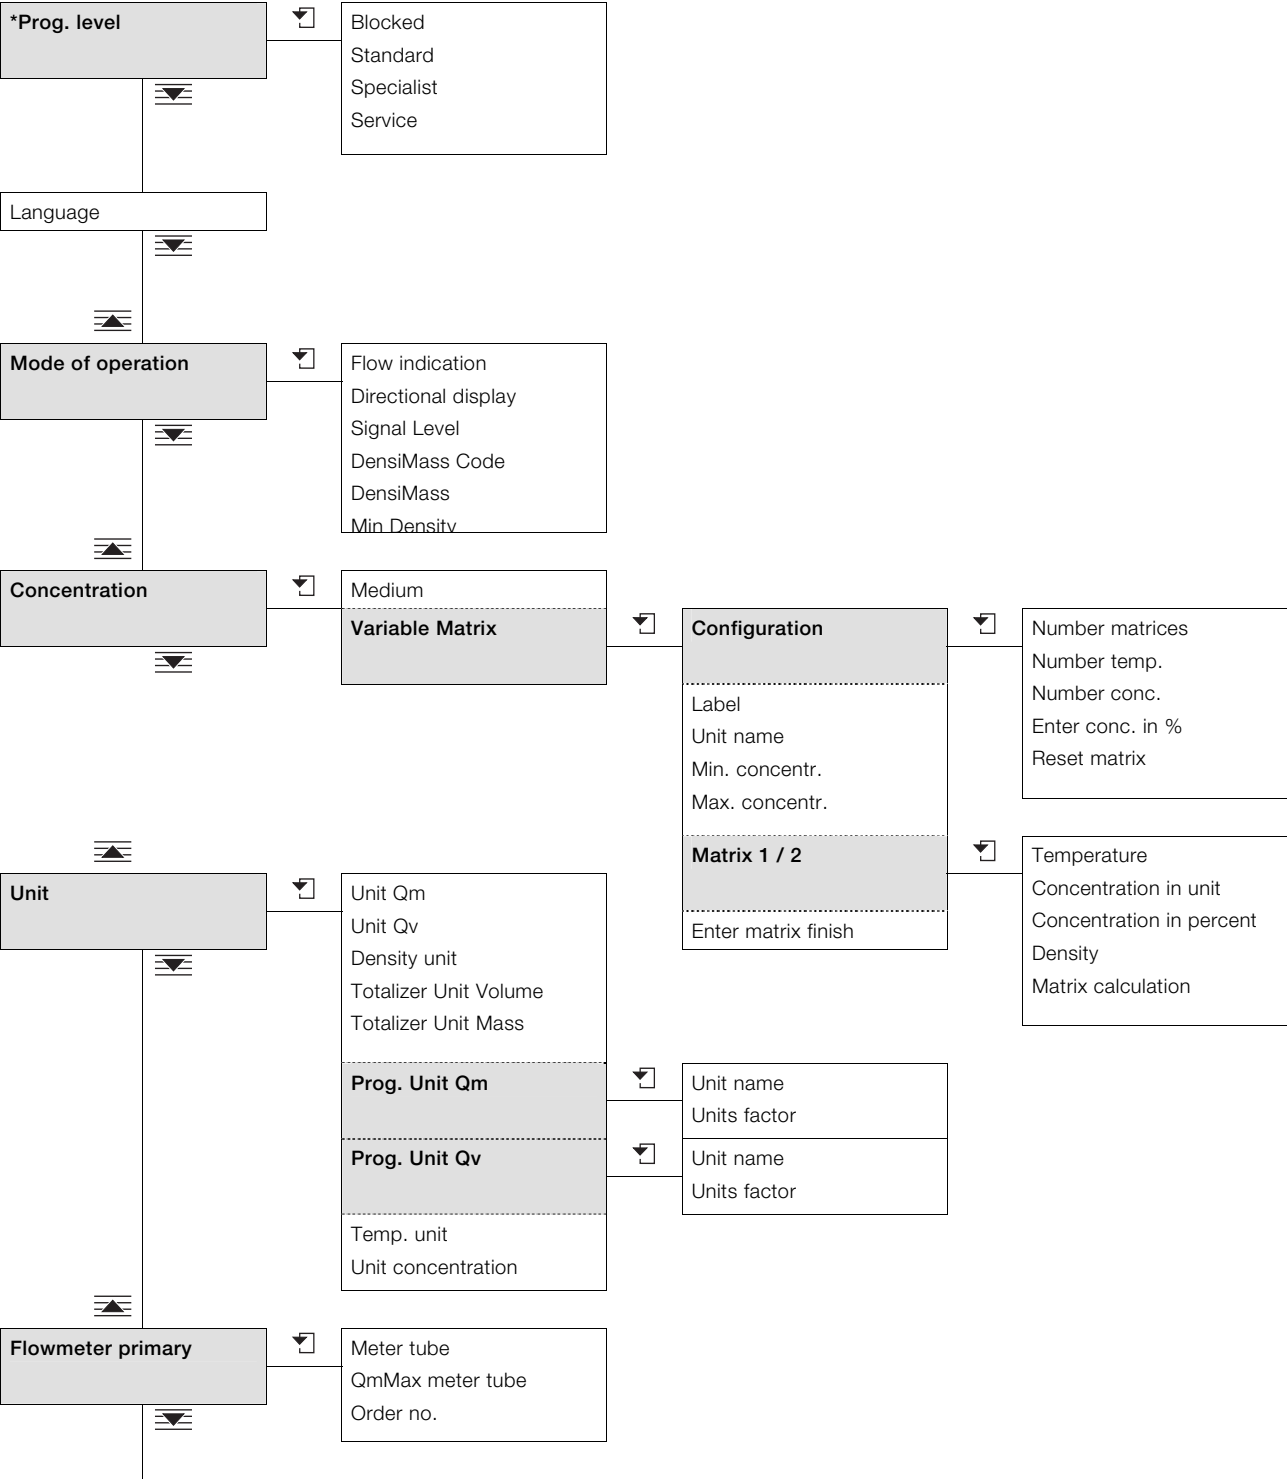 *Prog. level
Blocked
Standard
Specialist
Service
Language
Mode of operation
Flow indication
Directional display
Signal Level
DensiMass Code
DensiMass
Min Density
Concentration
Medium
Variable Matrix
Configuration
Label
Unit name
Min. concentr.
Max. concentr.
Matrix 1 / 2
Enter matrix finish
Number matrices
Number temp.
Number conc.
Enter conc. in %
Reset matrix
Temperature
Concentration in unit
Concentration in percent
Density
Matrix calculation
Unit
Unit Qm
Unit Qv
Density unit
Totalizer Unit Volume
Totalizer Unit Mass
Prog. Unit Qm
Unit name
Units factor
Prog. Unit Qv
Unit name
Units factor
Temp. unit
Unit concentration
Flowmeter primary
Meter tube
QmMax meter tube
Order no.